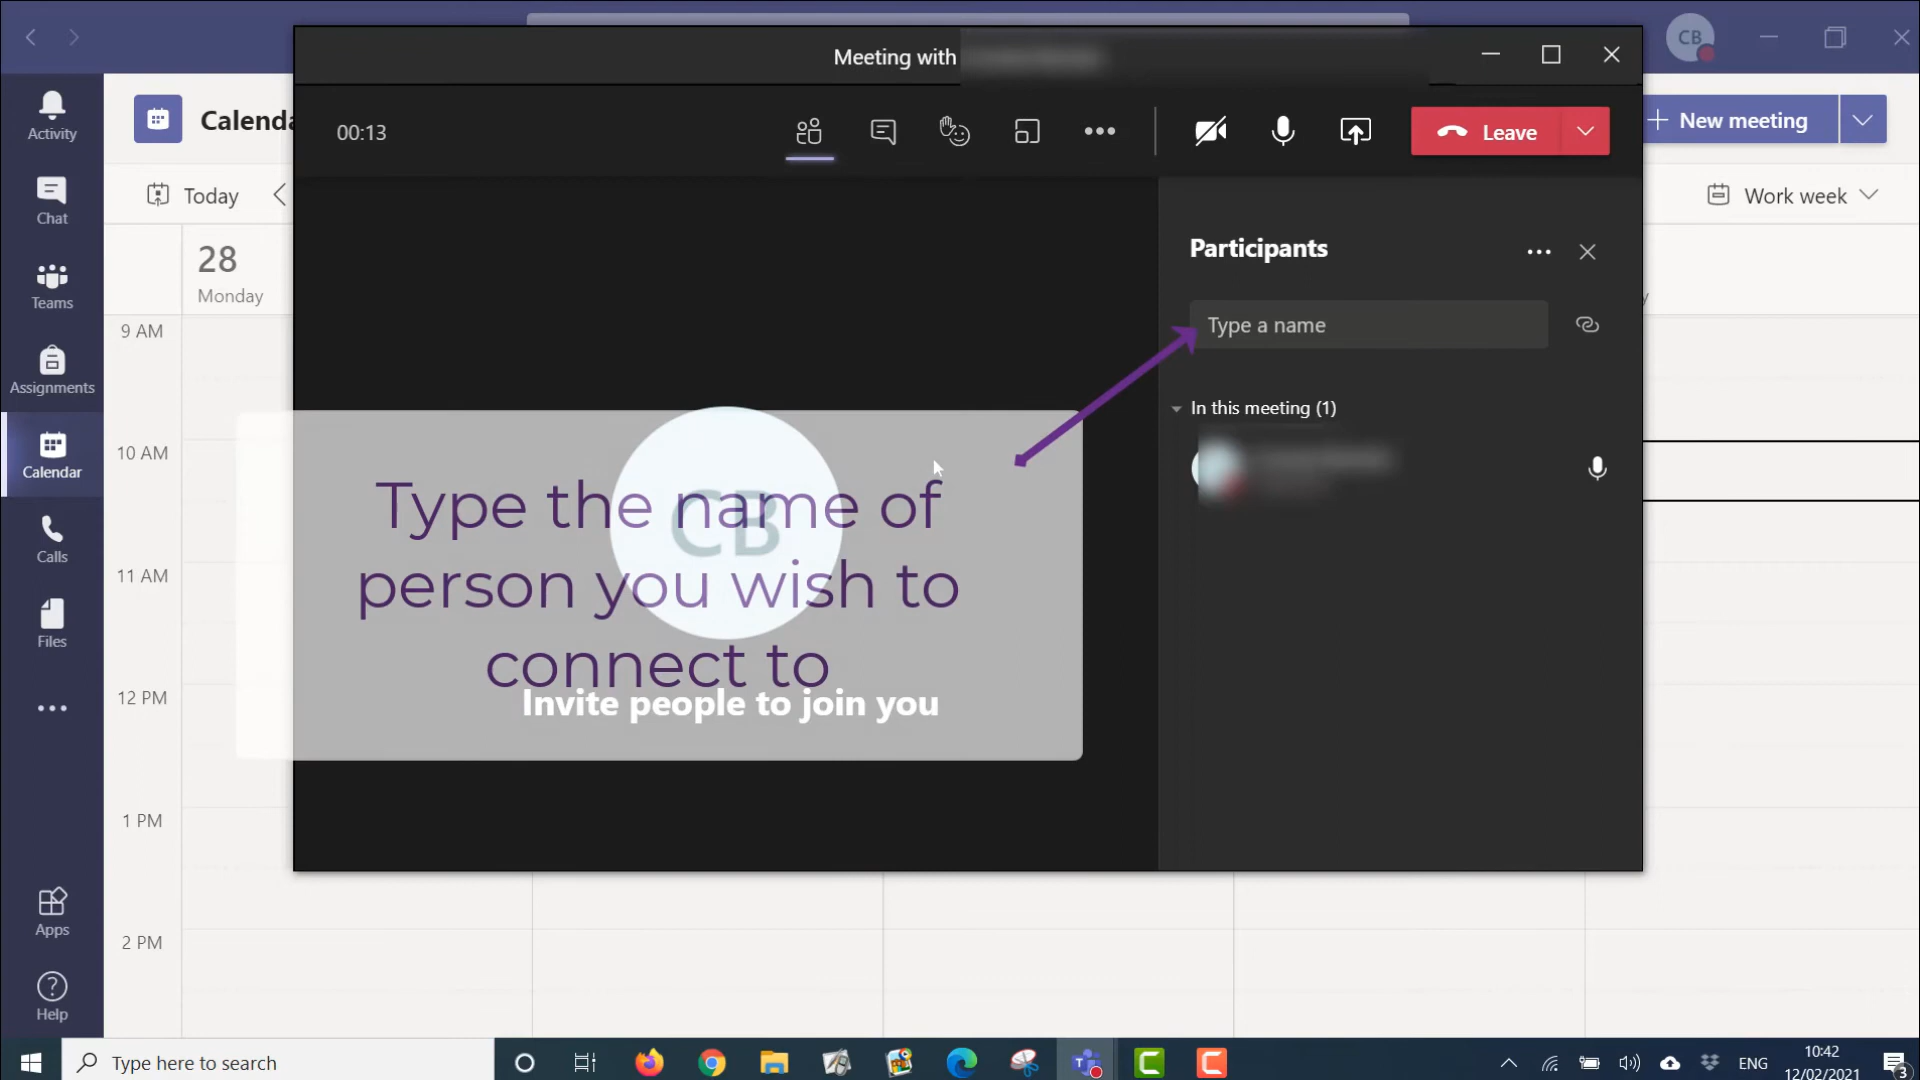 CB
Meeting with
Activity
Calenda
00:13
Leave
New meeting
Chat
Today
Work week
28
Monday
Participants
Teams
Type a name
9 AM
Assignments
In this meeting (1)
10 AM
Calendar
CB
Type the name of
person you wish to
connect to
Invite people to join you
Calls
11 AM
Files
12 PM
1 PM
Apps
2 PM
Help
Type here to search
ENG
10:42
12/02/2021
3